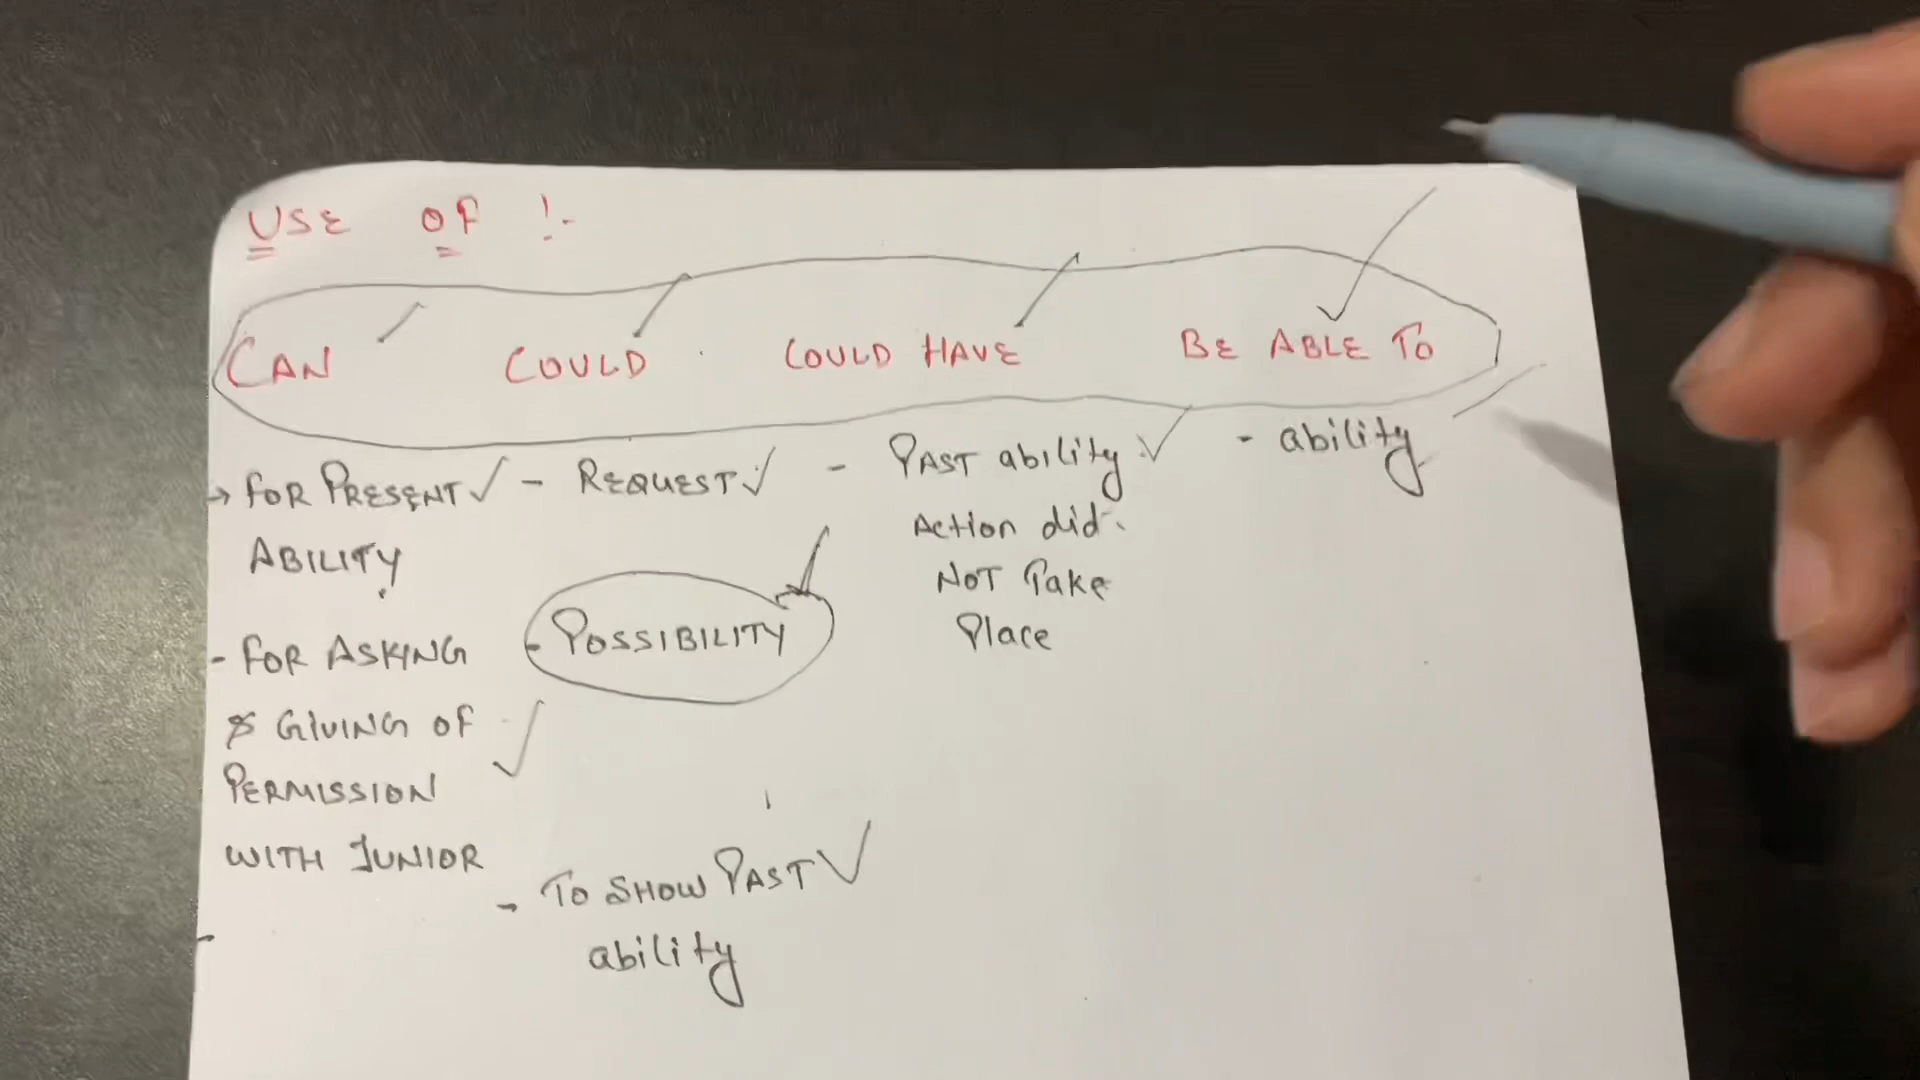 USE OF :-
CAN COULD COULD HAVE BE ABLE TO
→ FOR PRESENT
ABILITY
- FOR ASKING
& GIVING OF
PERMISSION
WITH JUNIOR
-
- REQUEST
- POSSIBILITY
- TO SHOW PAST
ability
- PAST ability
Action did
NOT Take
Place
- ability